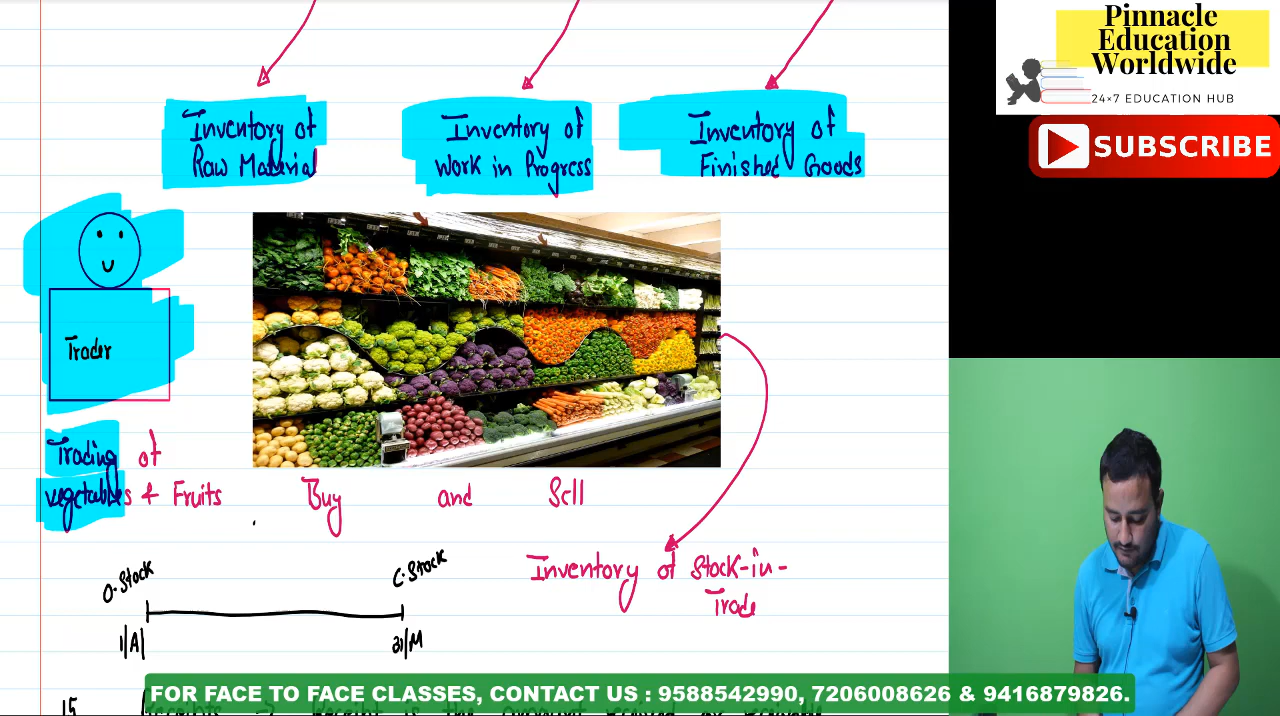 Pinnacle
Education
Worldwide
24×7 EDUCATION HUB
SUBSCRIBE
Inventory of
Raw Material
Inventory of
Work in Progress
Inventory of
Finished Goods
Trader
Trading of
vegetables & Fruits
Buy and Sell
O.Stock
C.Stock
1/A/
31/M
Inventory of Stock-in-
Trade
FOR FACE TO FACE CLASSES, CONTACT US : 9588542990, 7206008626 & 9416879826.
15